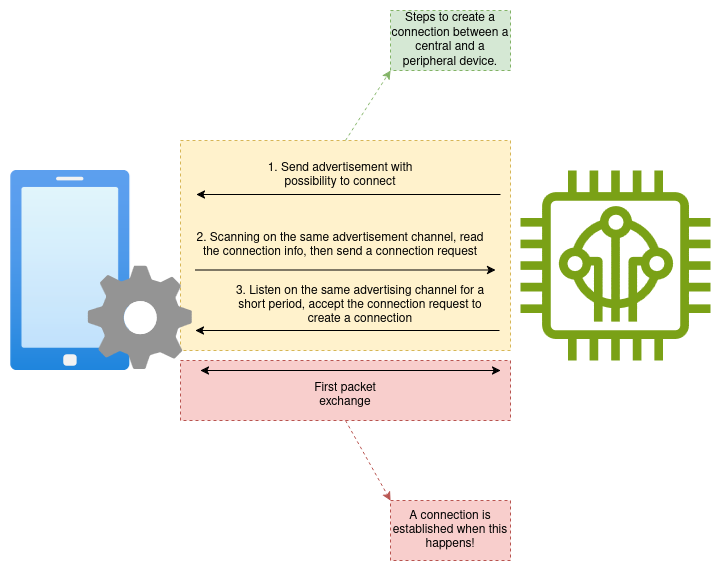 Steps to create a
connection between a
central and a
peripheral device.
1. Send advertisement with
possibility to connect
2. Scanning on the same advertisement channel, read
the connection info, then send a connection request
3. Listen on the same advertising channel for a
short period, accept the connection request to
create a connection
First packet
exchange
A connection is
established when this
happens!